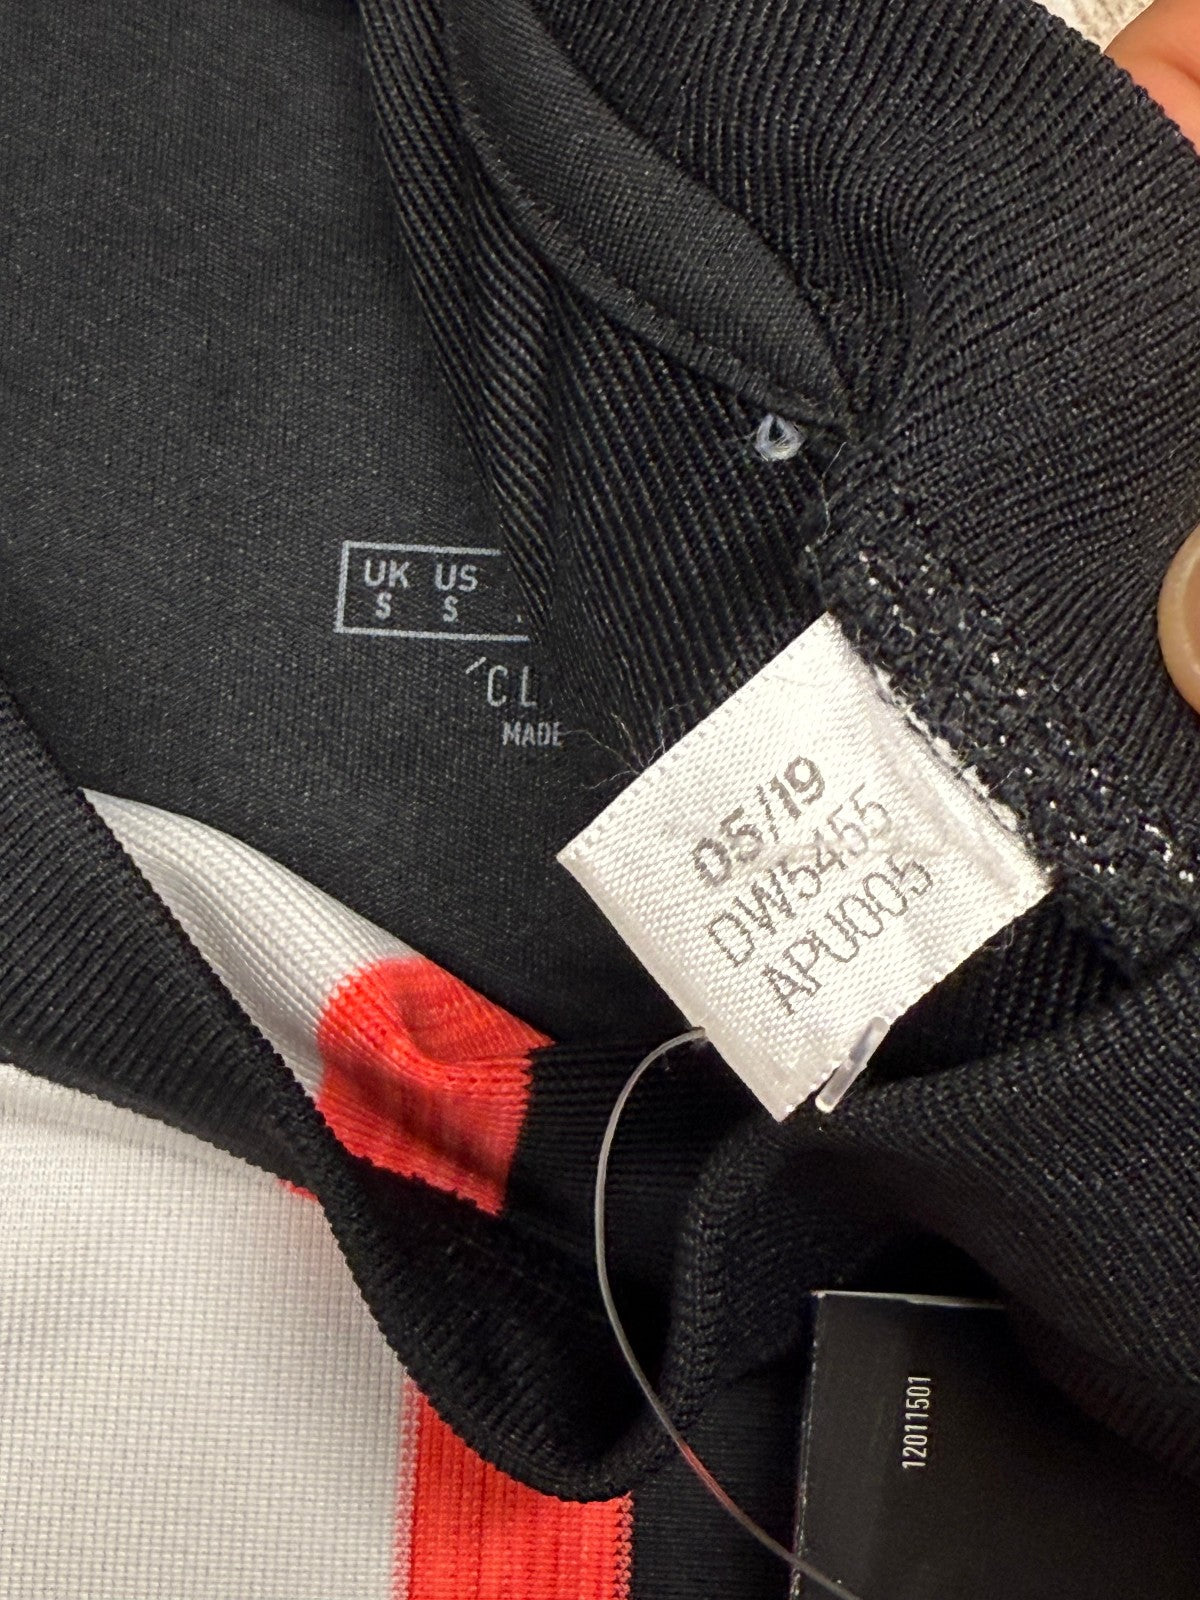 UK US
S S
CL
MADE
05/19
DW5455
APU005
12011501